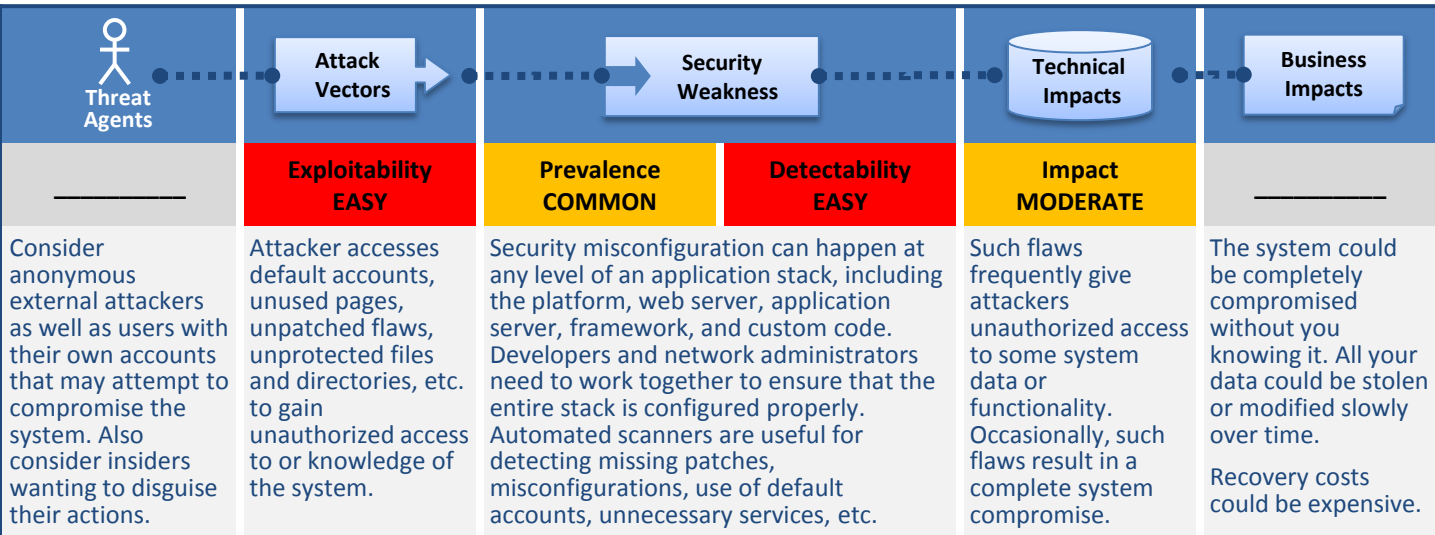 Threat
Agents
Attack
Vectors
Security
Weakness
Technical
Impacts
Business
Impacts
__________
Exploitability
EASY
Prevalence
COMMON
Detectability
EASY
Impact
MODERATE
__________
Consider
anonymous
external attackers
as well as users with
their own accounts
that may attempt to
compromise the
system. Also
consider insiders
wanting to disguise
their actions.
Attacker accesses
default accounts,
unused pages,
unpatched flaws,
unprotected files
and directories, etc.
to gain
unauthorized access
to or knowledge of
the system.
Security misconfiguration can happen at
any level of an application stack, including
the platform, web server, application
server, framework, and custom code.
Developers and network administrators
need to work together to ensure that the
entire stack is configured properly.
Automated scanners are useful for
detecting missing patches,
misconfigurations, use of default
accounts, unnecessary services, etc.
Such flaws
frequently give
attackers
unauthorized access
to some system
data or
functionality.
Occasionally, such
flaws result in a
complete system
compromise.
The system could
be completely
compromised
without you
knowing it. All your
data could be stolen
or modified slowly
over time.
Recovery costs
could be expensive.